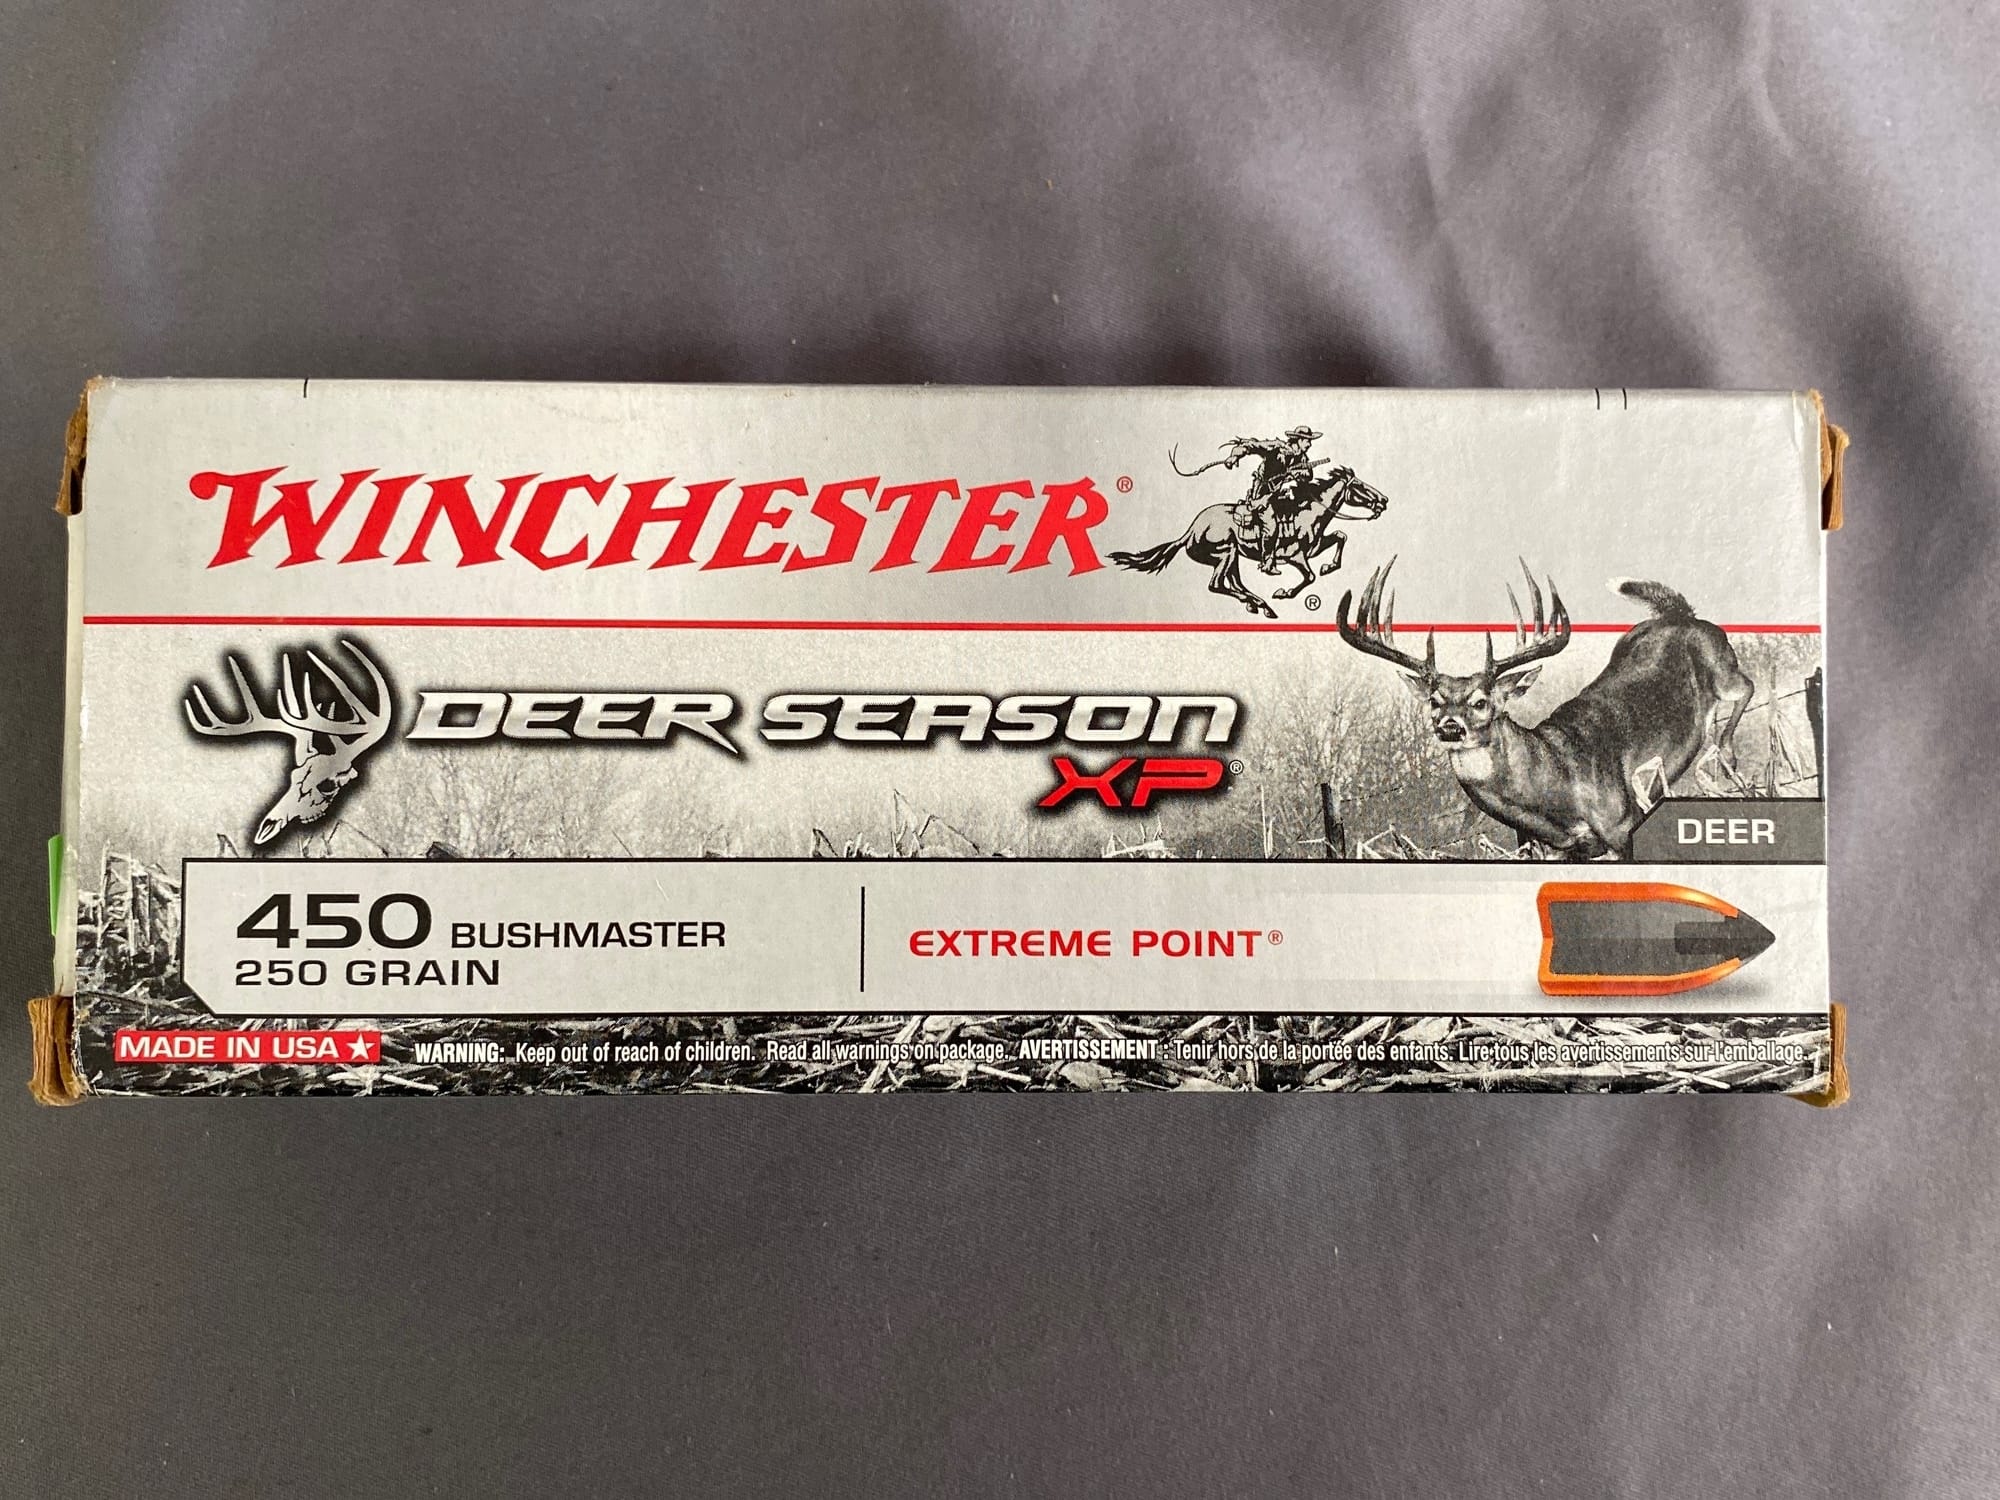 WINCHESTER®
®
DEER SEASON
XP®
DEER
450 BUSHMASTER
250 GRAIN
EXTREME POINT®
MADE IN USA ★
WARNING: Keep out of reach of children. Read all warnings on package. AVERTISSEMENT : Tenir hors de la portée des enfants. Lire tous les avertissements sur l'emballage.